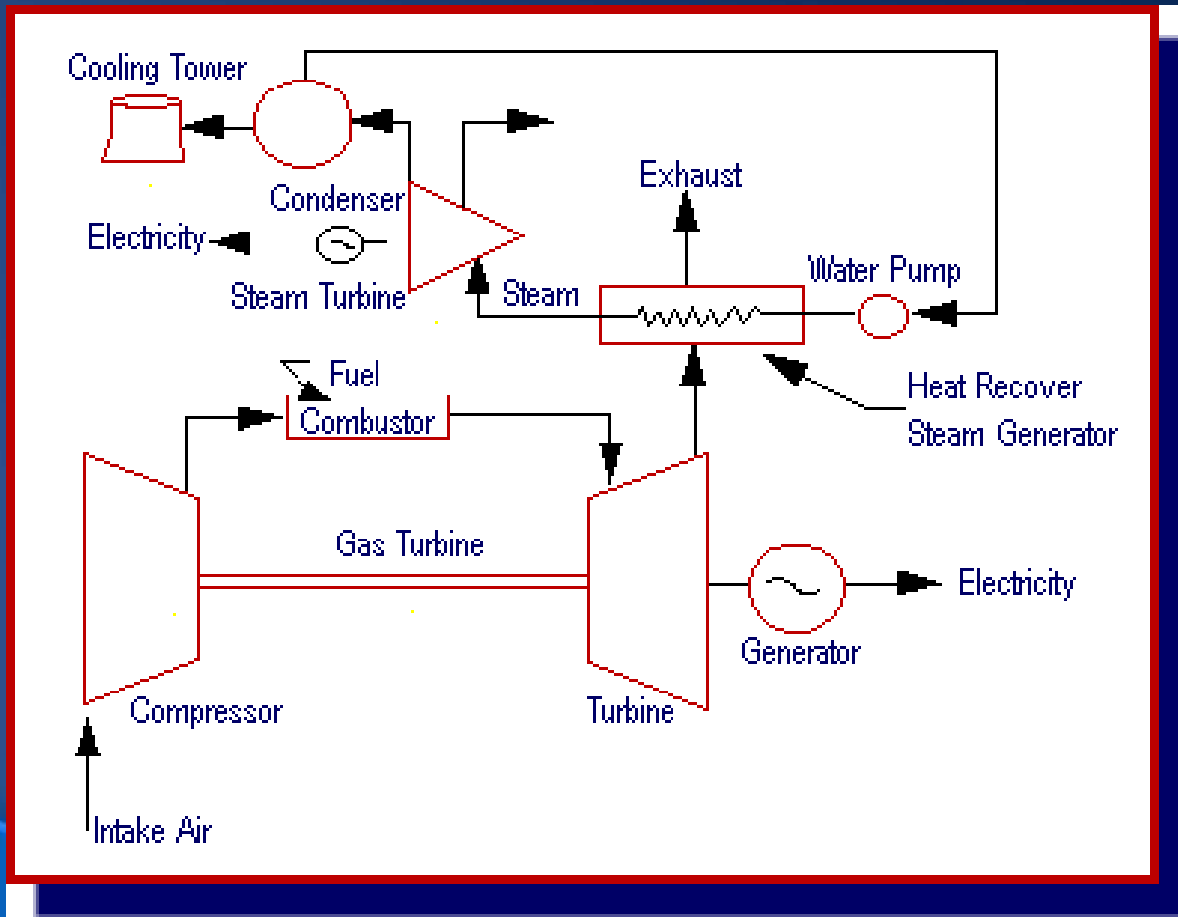 Cooling Tower
Exhaust
Condenser
Electricity
Water Pump
Steam Turbine
Steam
Fuel
Heat Recover
Steam Generator
Combustor
Gas Turbine
Electricity
Generator
Compressor
Turbine
Intake Air